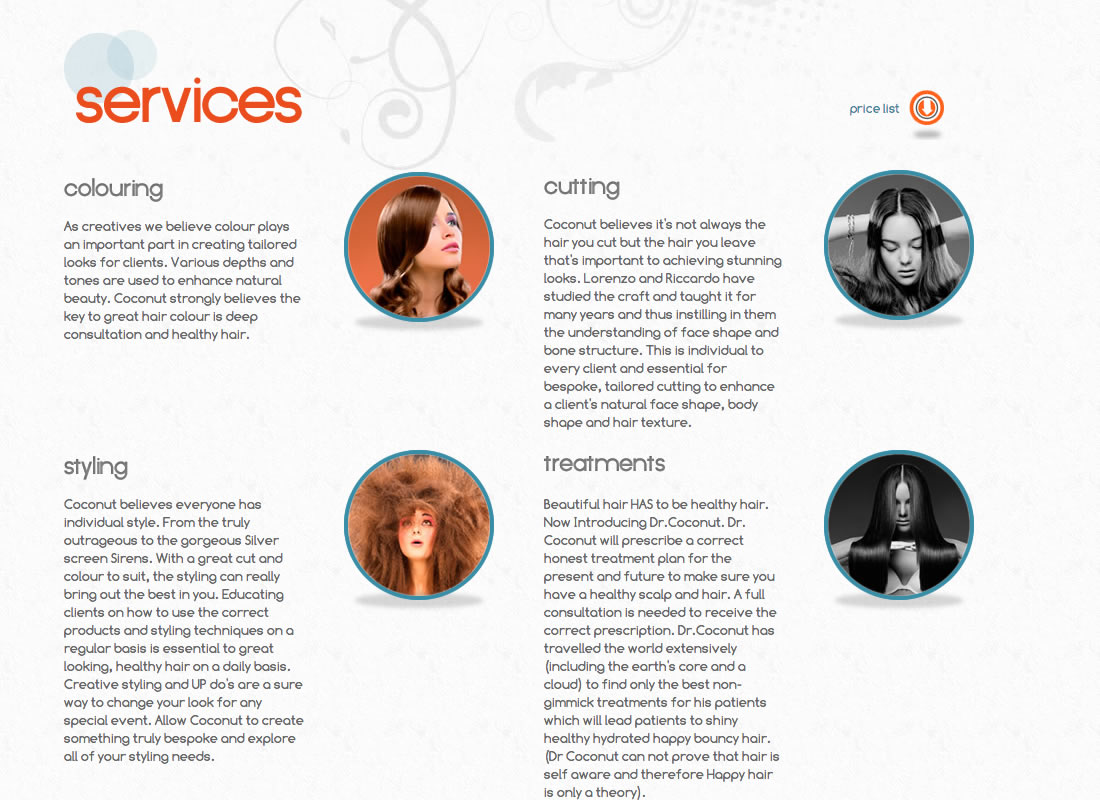 services
price list
colouring
As creatives we believe colour plays
an important part in creating tailored
looks for clients. Various depths and
tones are used to enhance natural
beauty. Coconut strongly believes the
key to great hair colour is deep
consultation and healthy hair.
cutting
Coconut believes it's not always the
hair you cut but the hair you leave
that's important to achieving stunning
looks. Lorenzo and Riccardo have
studied the craft and taught it for
many years and thus instilling in them
the understanding of face shape and
bone structure. This is individual to
every client and essential for
bespoke, tailored cutting to enhance
a client's natural face shape, body
shape and hair texture.
styling
Coconut believes everyone has
individual style. From the truly
outrageous to the gorgeous Silver
screen Sirens. With a great cut and
colour to suit, the styling can really
bring out the best in you. Educating
clients on how to use the correct
products and styling techniques on a
regular basis is essential to great
looking, healthy hair on a daily basis.
Creative styling and UP do's are a sure
way to change your look for any
special event. Allow Coconut to create
something truly bespoke and explore
all of your styling needs.
treatments
Beautiful hair HAS to be healthy hair.
Now Introducing Dr.Coconut. Dr.
Coconut will prescribe a correct
honest treatment plan for the
present and future to make sure you
have a healthy scalp and hair. A full
consultation is needed to receive the
correct prescription. Dr.Coconut has
travelled the world extensively
(including the earth's core and a
cloud) to find only the best non-
gimmick treatments for his patients
which will lead patients to shiny
healthy hydrated happy bouncy hair.
(Dr Coconut can not prove that hair is
self aware and therefore Happy hair
is only a theory).